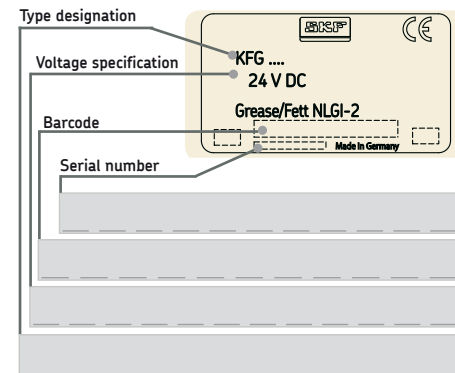 Type designation
SKF
CE
KFG ....
Voltage specification
24 V DC
Grease/Fett NLGI-2
Barcode
Made in Germany
Serial number